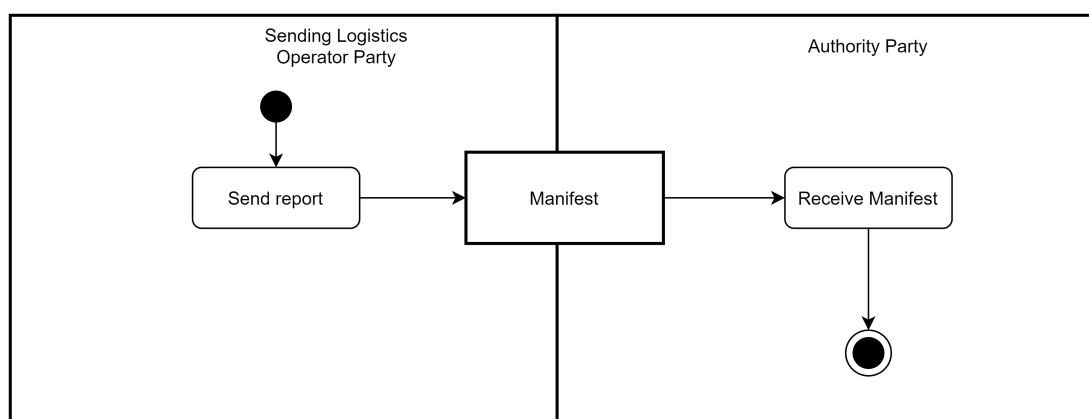 Sending Logistics
Operator Party
Authority Party
Send report
Manifest
Receive Manifest